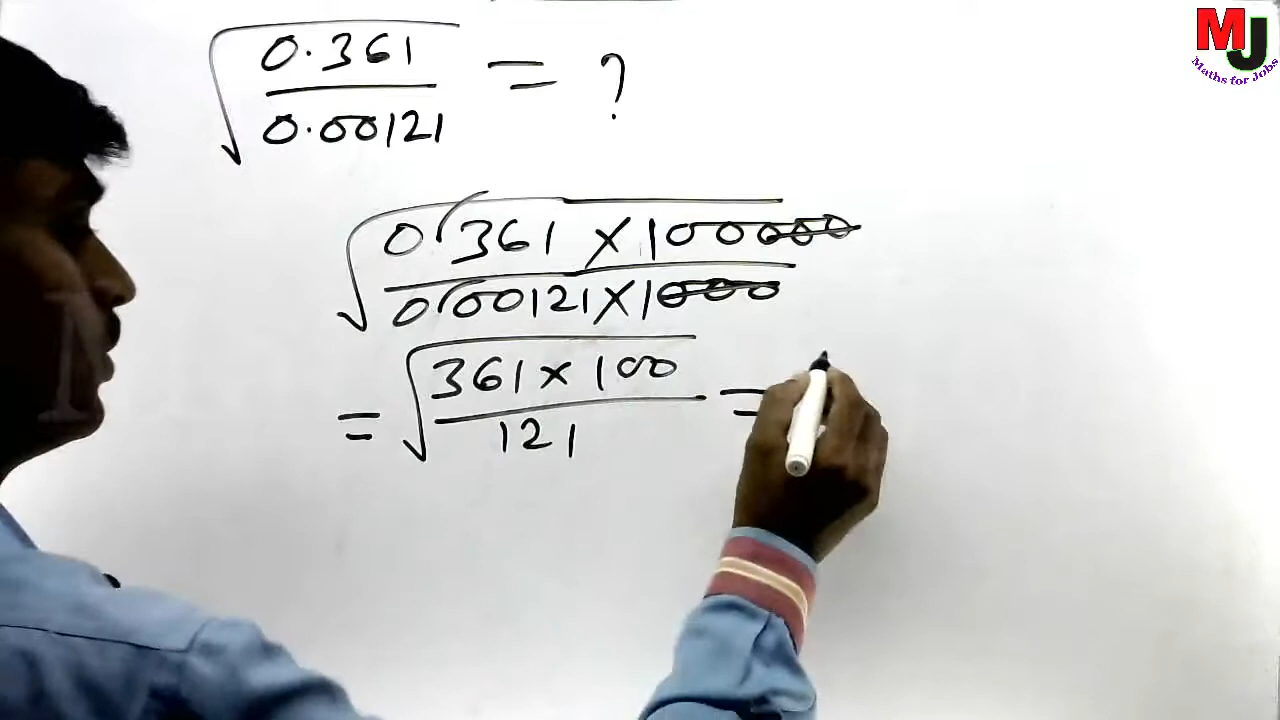 √(0.361 / 0.00121) = ?
√(0.361 × 100000 / 0.00121 × 1000)
= √(361 × 100 / 121) =
MJ
Maths for Jobs